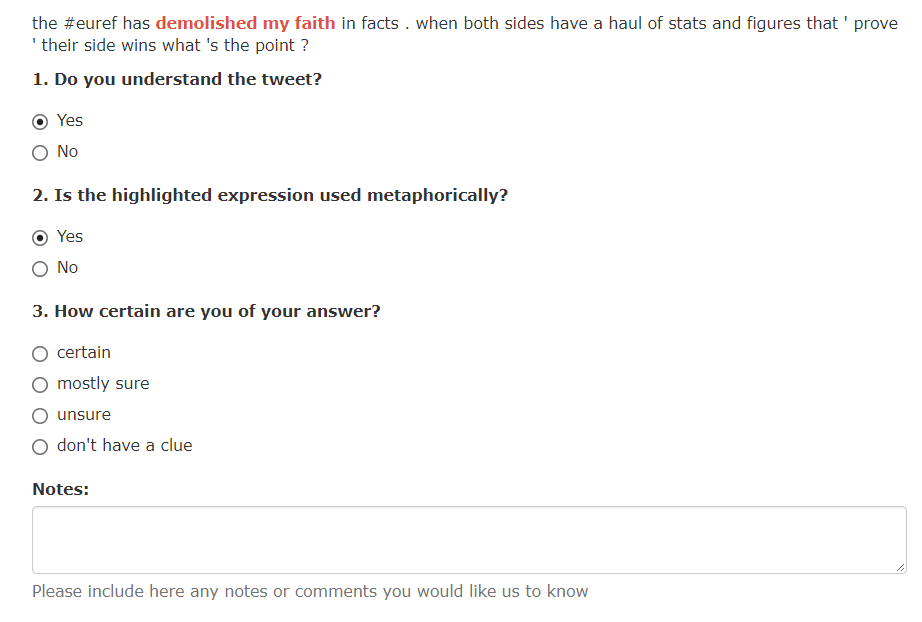 the #euref has demolished my faith in facts . when both sides have a haul of stats and figures that ' prove
' their side wins what 's the point ?
1. Do you understand the tweet?
Yes
No
2. Is the highlighted expression used metaphorically?
Yes
No
3. How certain are you of your answer?
certain
mostly sure
unsure
don't have a clue
Notes:
Please include here any notes or comments you would like us to know